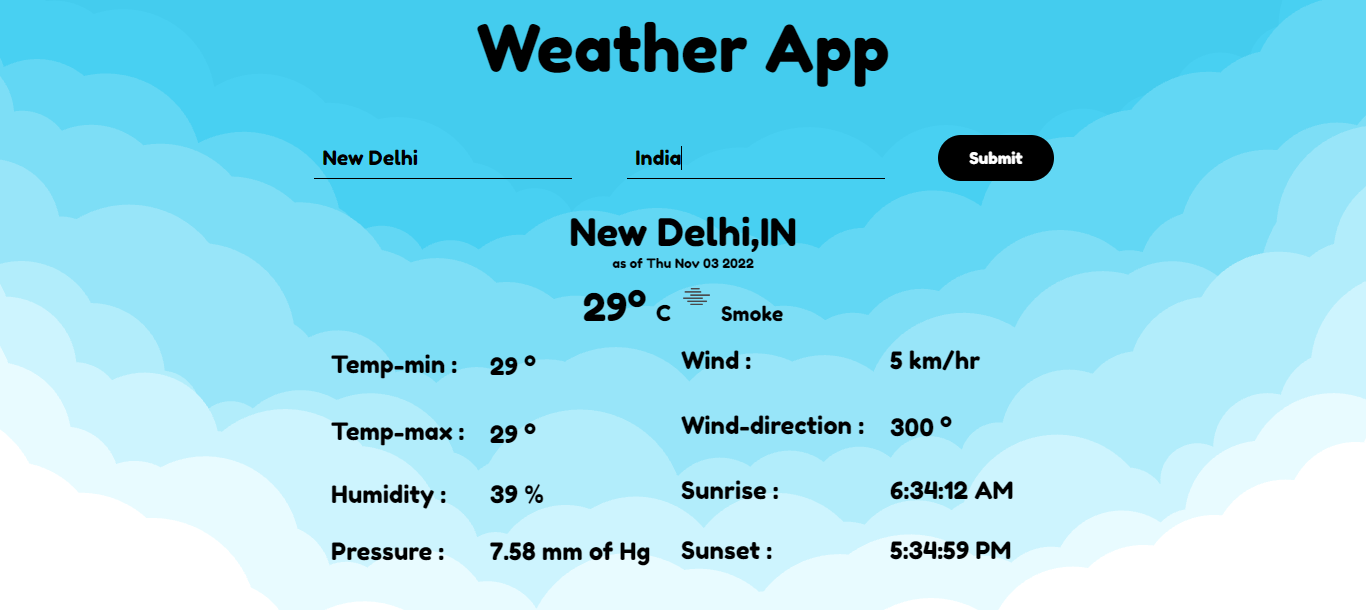 Weather App
New Delhi India Submit
New Delhi,IN
as of Thu Nov 03 2022
29° C Smoke
Temp-min : 29 ° Wind : 5 km/hr
Temp-max : 29 ° Wind-direction : 300 °
Humidity : 39 % Sunrise : 6:34:12 AM
Pressure : 7.58 mm of Hg Sunset : 5:34:59 PM